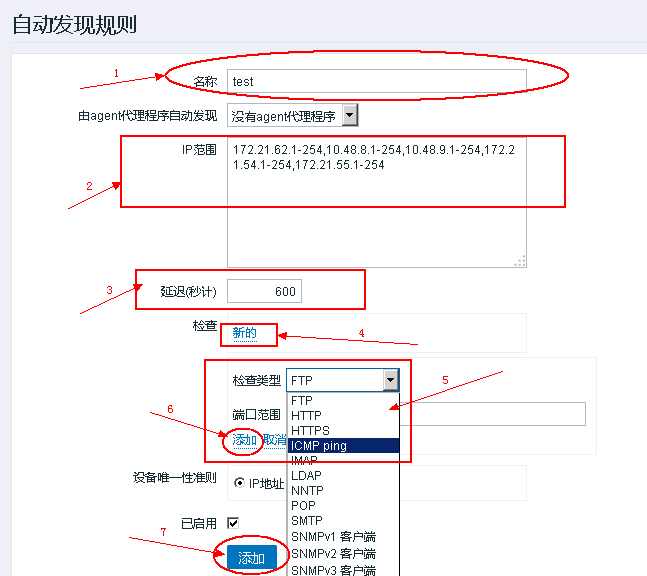 自动发现规则
1
名称 test
由agent代理程序自动发现 没有agent代理程序
IP范围 172.21.62.1-254,10.48.8.1-254,10.48.9.1-254,172.2
1.54.1-254,172.21.55.1-254
2
3
延迟(秒计) 600
检查 新的
4
检查类型 FTP
5
FTP
6
端口范围 HTTP
HTTPS
添加 取消 ICMP ping
IMAP
LDAP
设备唯一性准则 IP地址
NNTP
POP
已启用 SMTP
7
SNMPv1 客户端
添加 SNMPv2 客户端
SNMPv3 客户端